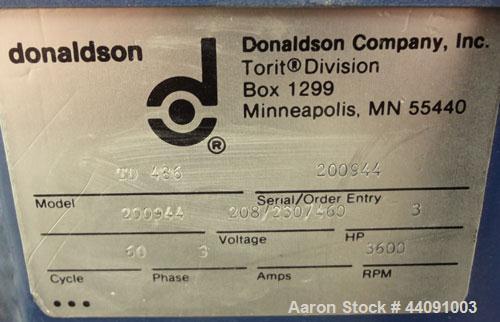 donaldson
Donaldson Company, Inc.
Torit® Division
Box 1299
Minneapolis, MN 55440
d
®
TD 486 200944
Model Serial/Order Entry
200944 208/230/460 3
Voltage HP
60 3 3600
Cycle Phase Amps RPM
Aaron Stock # 44091003